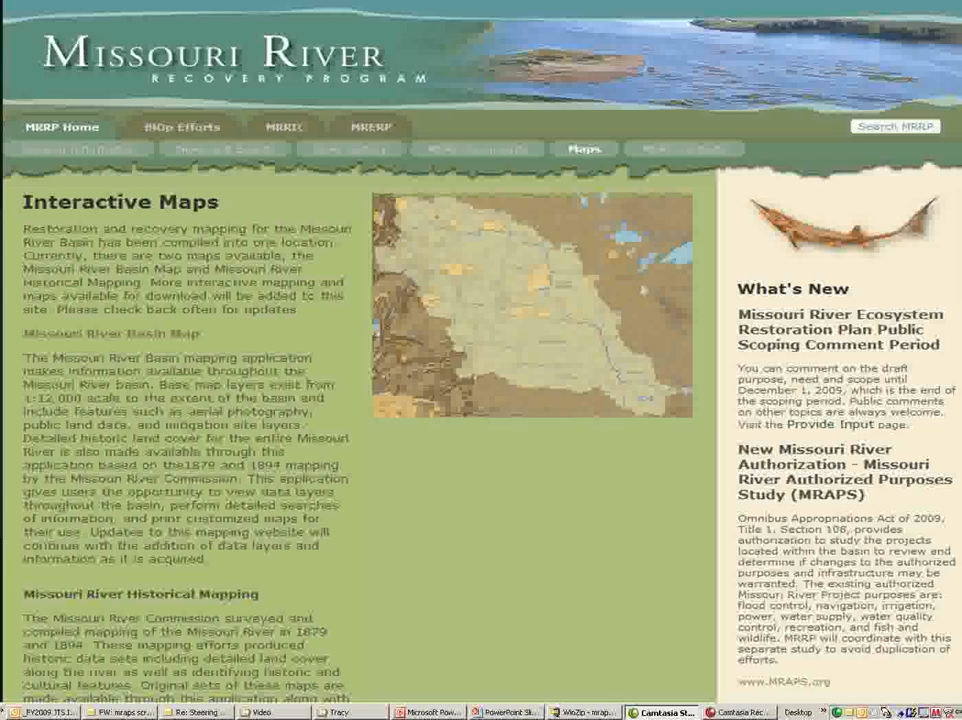 MISSOURI RIVER
RECOVERY PROGRAM
MRRP Home
BiOp Efforts
MRRIC
MRERP
Search MRRP
Maps
Interactive Maps
Restoration and recovery mapping for the Missouri
River Basin has been compiled into one location.
Currently, there are two maps available, the
Missouri River Basin Map and Missouri River
Historical Mapping. More interactive mapping and
maps available for download will be added to this
site. Please check back often for updates
Missouri River Basin Map
The Missouri River Basin mapping application
makes information available throughout the
Missouri River basin. Base map layers exist from
1:12,000 scale to the extent of the basin and
include features such as aerial photography,
public land data, and mitigation site layers.
Detailed historic land cover for the entire Missouri
River is also made available through this
application based on the1879 and 1894 mapping
by the Missouri River Commission. This application
gives users the opportunity to view data layers
throughout the basin, perform detailed searches
of information, and print customized maps for
their use. Updates to this mapping website will
continue with the addition of data layers and
information as it is acquired.
Missouri River Historical Mapping
The Missouri River Commission surveyed and
compiled mapping of the Missouri River in 1879
and 1894. These mapping efforts produced
historic data sets including detailed land cover
along the river as well as identifying historic and
cultural features. Original sets of these maps are
made available through this application along with
What's New
Missouri River Ecosystem
Restoration Plan Public
Scoping Comment Period
You can comment on the draft
purpose, need and scope until
December 1, 2009, which is the end of
the scoping period. Public comments
on other topics are always welcome.
Visit the Provide Input page.
New Missouri River
Authorization - Missouri
River Authorized Purposes
Study (MRAPS)
Omnibus Appropriations Act of 2009,
Title 1, Section 108, provides
authorization to study the projects
located within the basin to review and
determine if changes to the authorized
purposes and infrastructure may be
warranted. The existing authorized
Missouri River Project purposes are:
flood control, navigation, irrigation,
power, water supply, water quality
control, recreation, and fish and
wildlife. MRRP will coordinate with this
separate study to avoid duplication of
efforts.
www.MRAPS.org
_FY2009_ITS.1...
FW: mraps scr...
Re: Steering ...
Video
Tracy
Microsoft Pow...
PowerPoint Sli...
WinZip - mrap...
Camtasia St...
Camtasia Rec...
Desktop